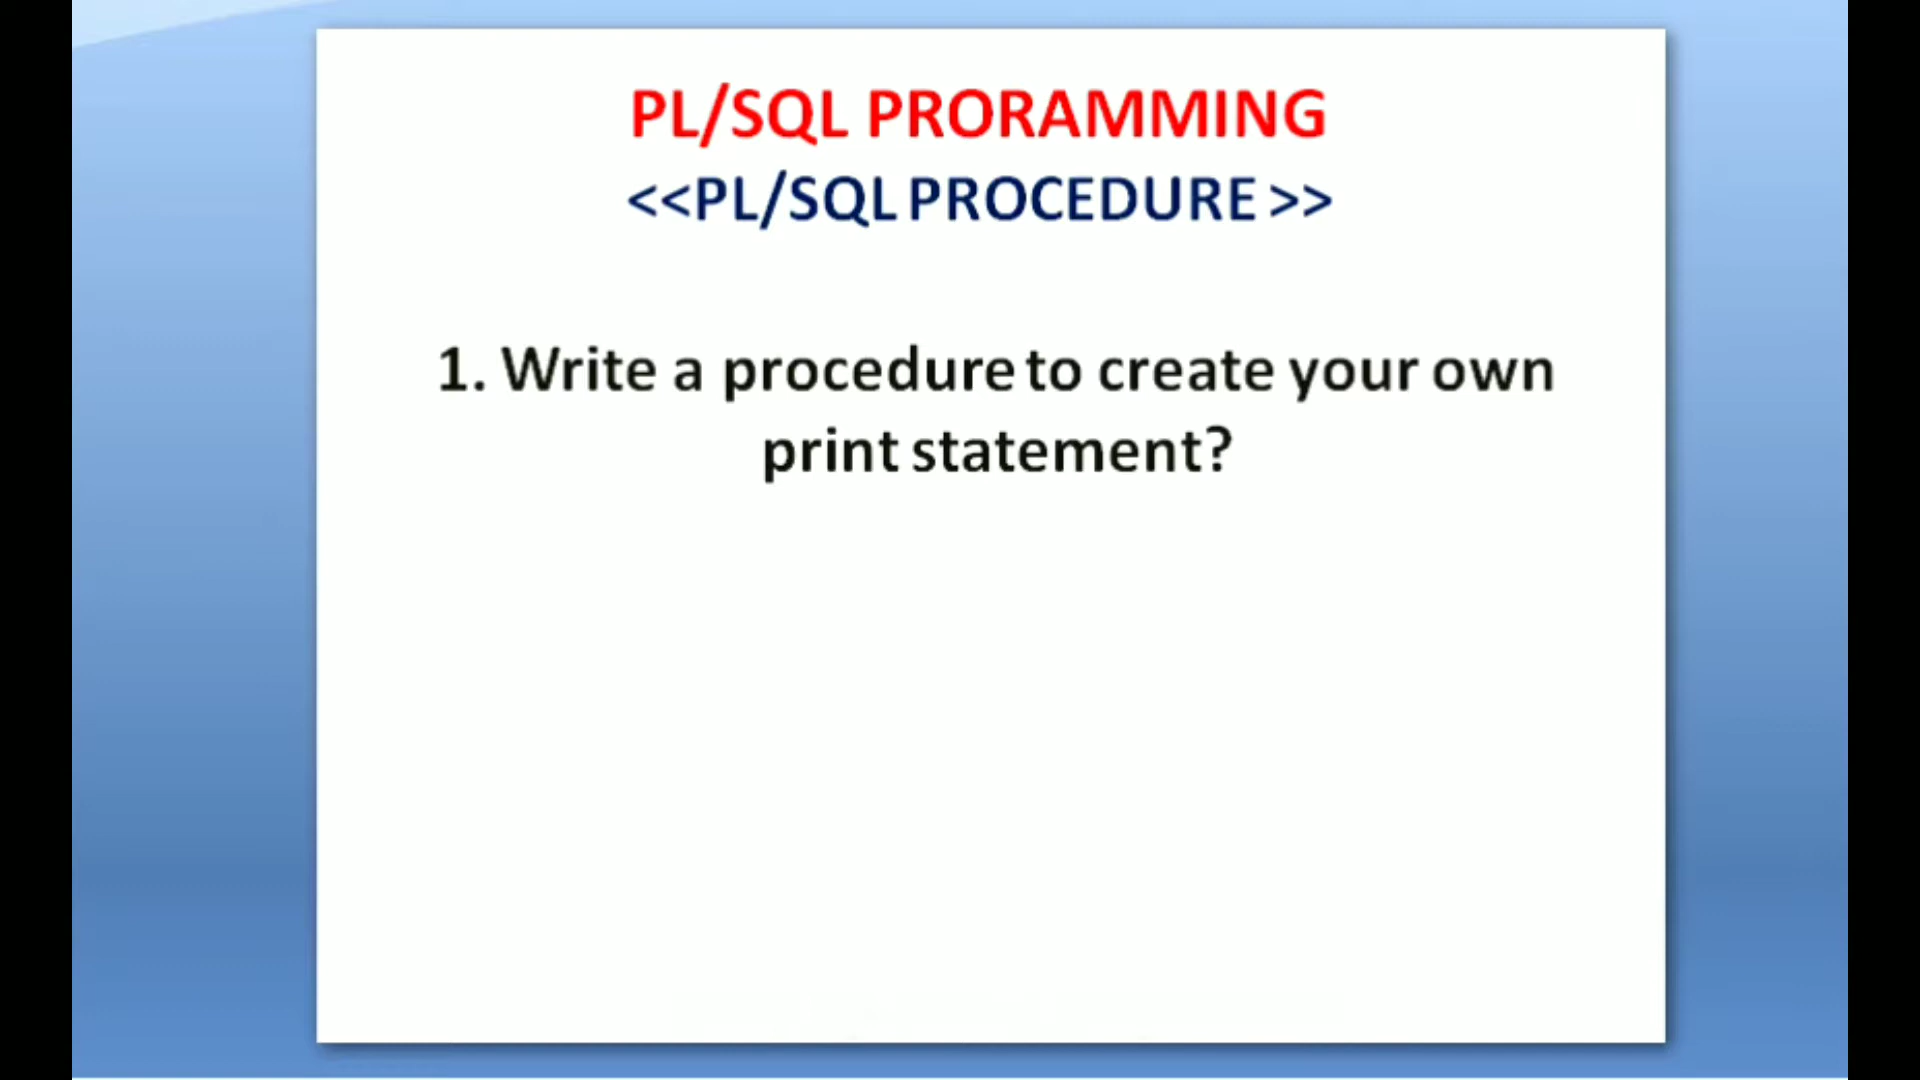 PL/SQL PRORAMMING
<<PL/SQL PROCEDURE >>
1. Write a procedure to create your own
print statement?